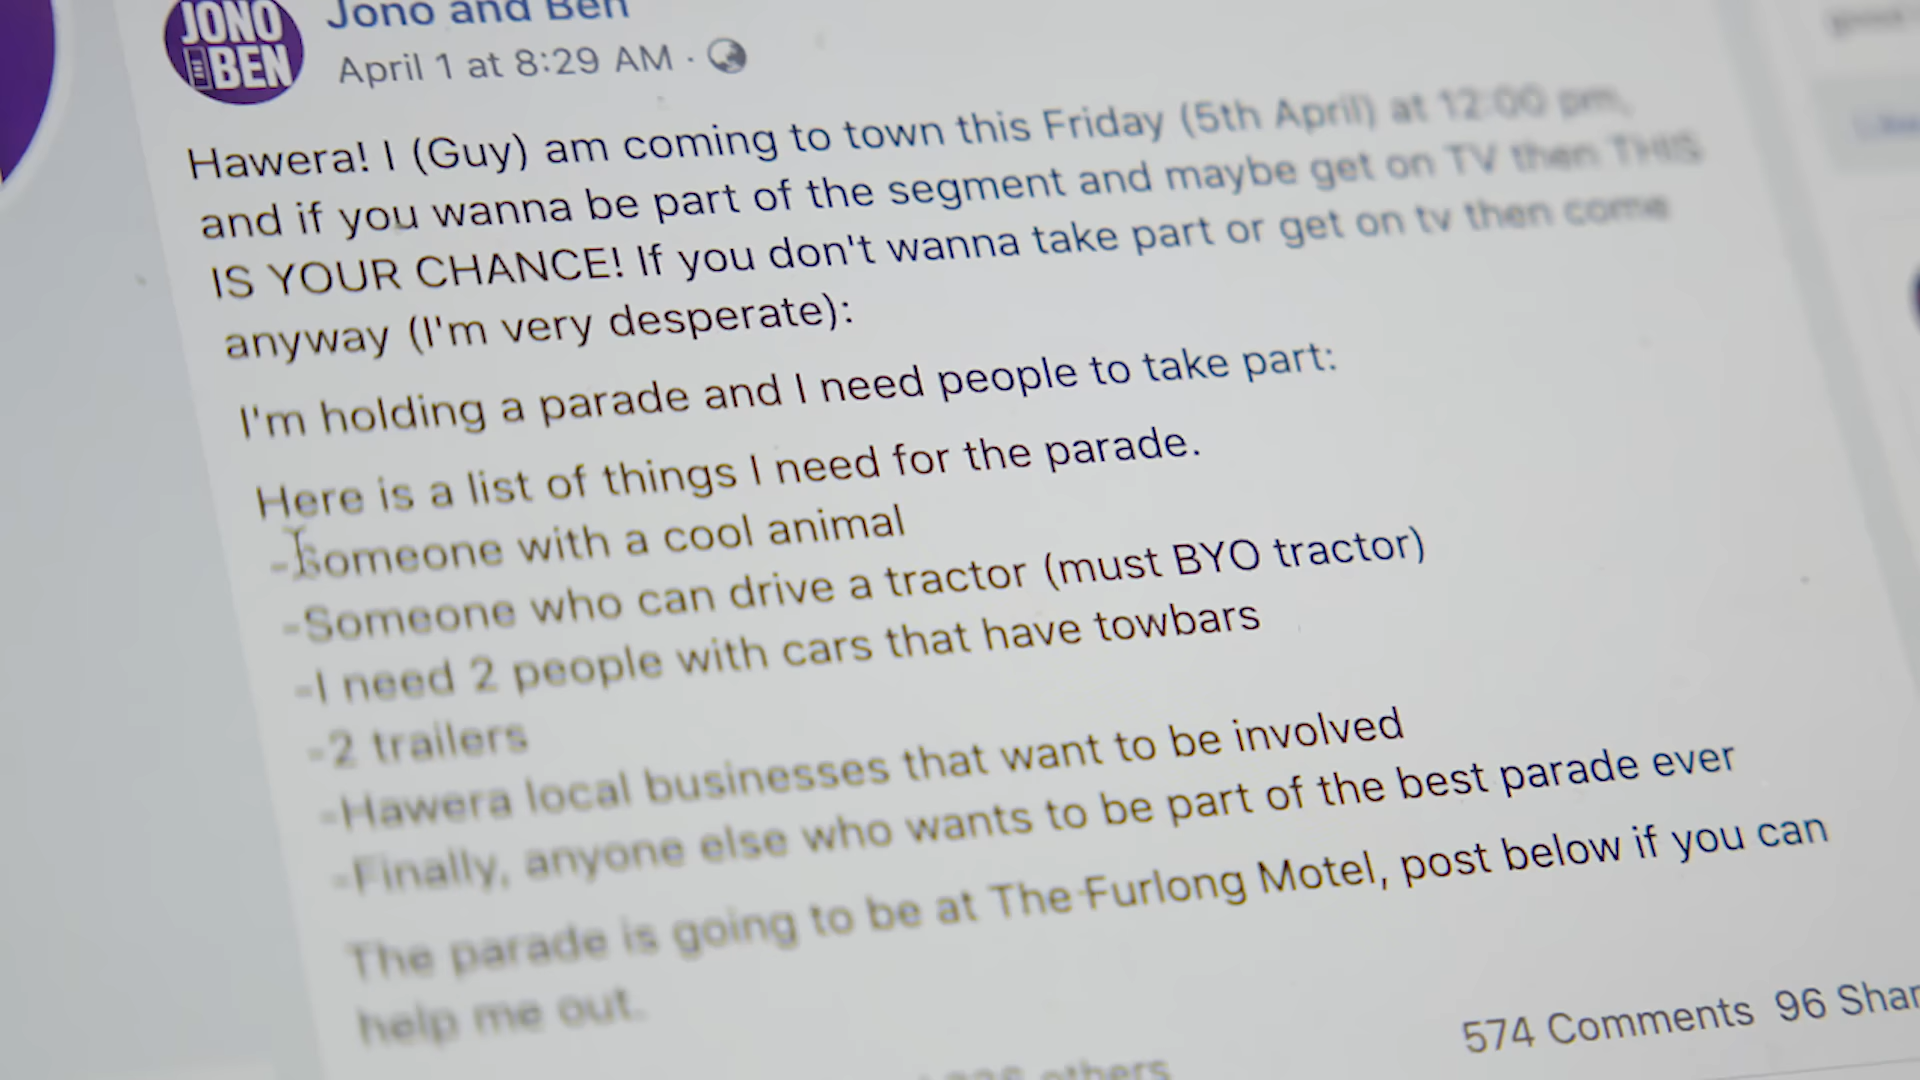 JONO
BEN
Jono and Ben
April 1 at 8:29 AM ·
Hawera! I (Guy) am coming to town this Friday (5th April) at 12:00 pm,
and if you wanna be part of the segment and maybe get on TV then THIS
IS YOUR CHANCE! If you don't wanna take part or get on tv then come
anyway (I'm very desperate):
I'm holding a parade and I need people to take part:
Here is a list of things I need for the parade.
-Someone with a cool animal
-Someone who can drive a tractor (must BYO tractor)
-I need 2 people with cars that have towbars
-2 trailers
-Hawera local businesses that want to be involved
-Finally, anyone else who wants to be part of the best parade ever
The parade is going to be at The Furlong Motel, post below if you can
help me out.
574 Comments 96 Shar
others